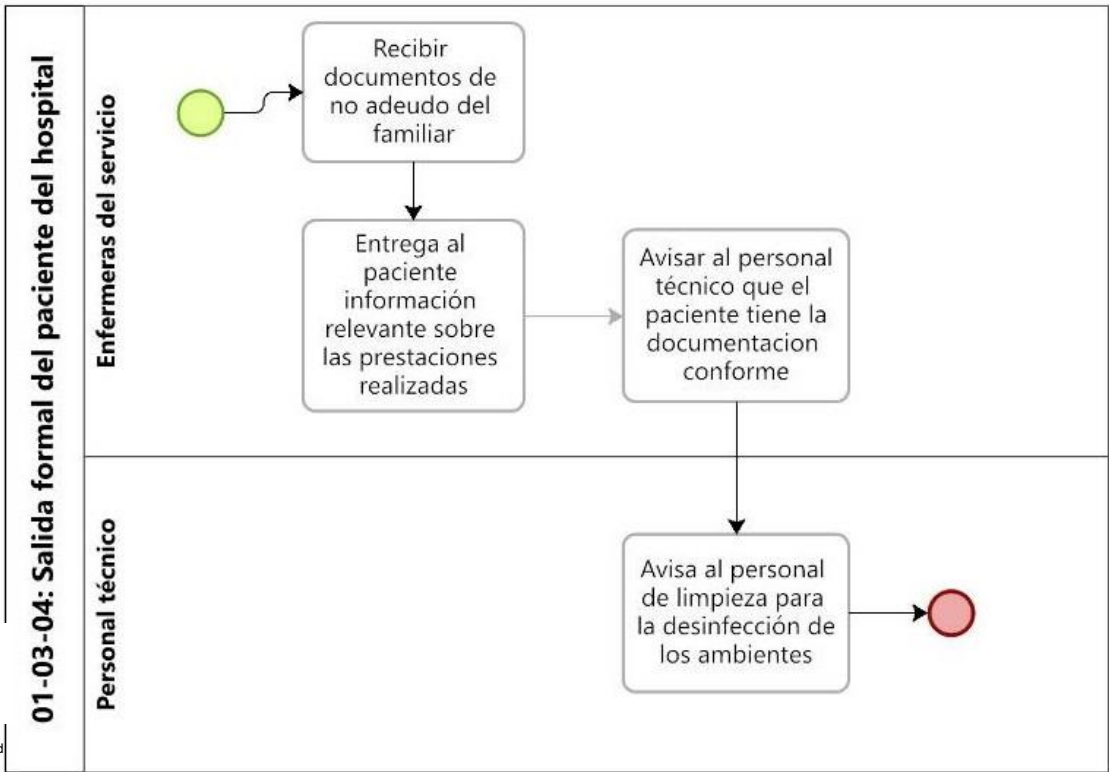 01-03-04: Salida formal del paciente del hospital
Enfermeras del servicio
Recibir
documentos de
no adeudo del
familiar
Entrega al
paciente
información
relevante sobre
las prestaciones
realizadas
Avisar al personal
técnico que el
paciente tiene la
documentacion
conforme
Personal técnico
Avisa al personal
de limpieza para
la desinfección de
los ambientes